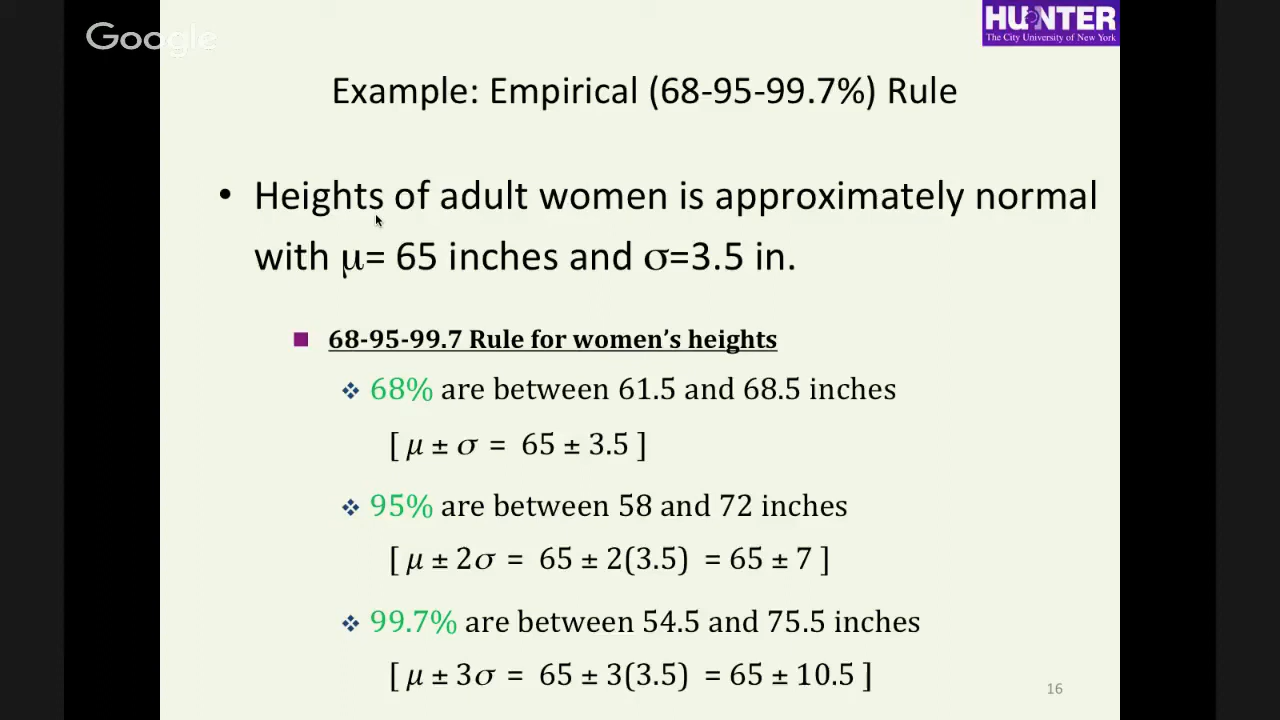 Google
HUNTER
The City University of New York
Example: Empirical (68-95-99.7%) Rule
• Heights of adult women is approximately normal
with μ= 65 inches and σ=3.5 in.
■ 68-95-99.7 Rule for women’s heights
❖ 68% are between 61.5 and 68.5 inches
[ μ ± σ = 65 ± 3.5 ]
❖ 95% are between 58 and 72 inches
[ μ ± 2σ = 65 ± 2(3.5) = 65 ± 7 ]
❖ 99.7% are between 54.5 and 75.5 inches
[ μ ± 3σ = 65 ± 3(3.5) = 65 ± 10.5 ]
16